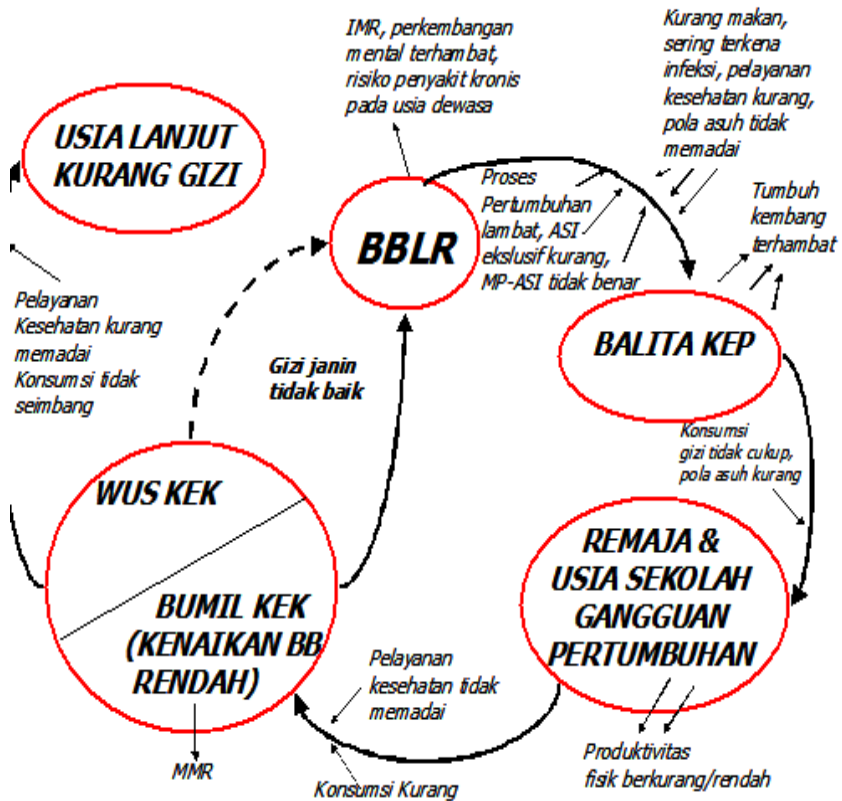 IMR, perkembangan
mental terhambat,
risiko penyakit kronis
pada usia dewasa
Kurang makan,
sering terkena
infeksi, pelayanan
kesehatan kurang,
pola asuh tidak
memadai
USIA LANJUT
KURANG GIZI
BBLR
Proses
Pertumbuhan
lambat, ASI
ekslusif kurang,
MP-ASI tidak benar
Tumbuh
kembang
terhambat
Pelayanan
Kesehatan kurang
memadai
Konsumsi tidak
seimbang
Gizi janin
tidak baik
BALITA KEP
Konsumsi
gizi tidak cukup,
pola asuh kurang
WUS KEK
BUMIL KEK
(KENAIKAN BB
RENDAH)
REMAJA &
USIA SEKOLAH
GANGGUAN
PERTUMBUHAN
Pelayanan
kesehatan tidak
memadai
MMR
Konsumsi Kurang
Produktivitas
fisik berkurang/rendah